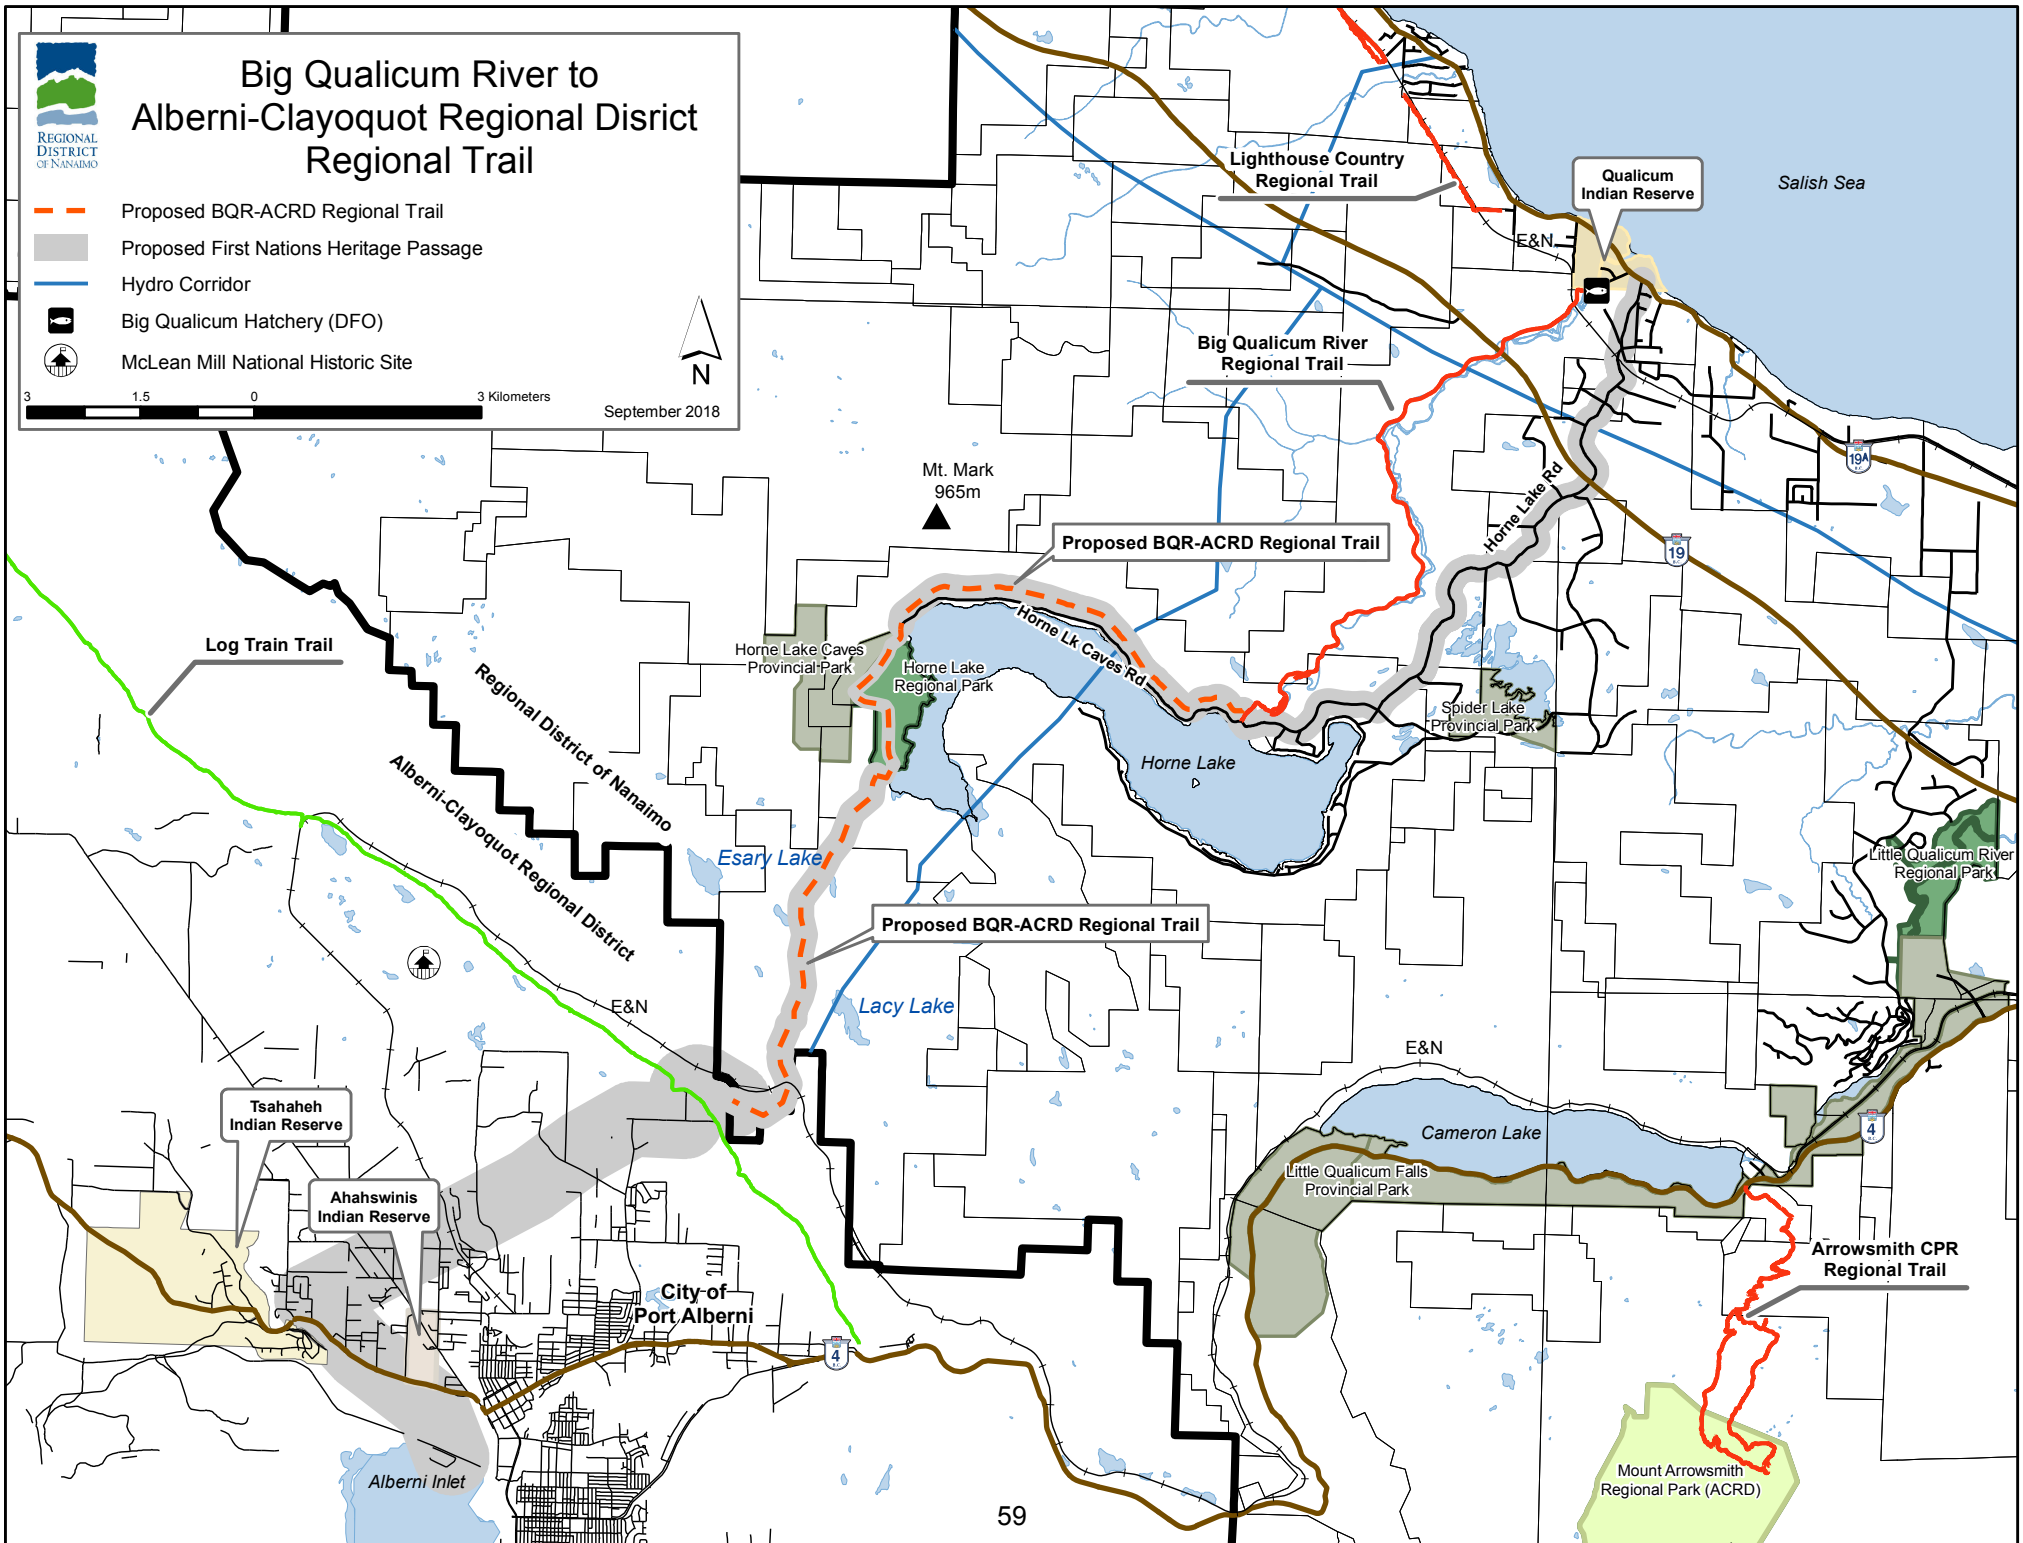 REGIONAL
DISTRICT
OF NANAIMO
Big Qualicum River to
Alberni-Clayoquot Regional Disrict
Regional Trail
Proposed BQR-ACRD Regional Trail
Proposed First Nations Heritage Passage
Hydro Corridor
Big Qualicum Hatchery (DFO)
McLean Mill National Historic Site
N
3 1.5 0 3 Kilometers
September 2018
Lighthouse Country
Regional Trail
Qualicum
Indian Reserve
Salish Sea
E&N
Big Qualicum River
Regional Trail
19A
B.C.
Mt. Mark
965m
Horne Lake Rd
Proposed BQR-ACRD Regional Trail
19
B.C.
Horne Lk Caves Rd
Log Train Trail
Horne Lake Caves
Provincial Park
Horne Lake
Regional Park
Regional District of Nanaimo
Alberni-Clayoquot Regional District
Spider Lake
Provincial Park
Horne Lake
Esary Lake
Little Qualicum River
Regional Park
Proposed BQR-ACRD Regional Trail
E&N
Lacy Lake
E&N
Tsahaheh
Indian Reserve
Cameron Lake
4
B.C.
Little Qualicum Falls
Provincial Park
Ahahswinis
Indian Reserve
Arrowsmith CPR
Regional Trail
City of
Port Alberni
4
B.C.
Alberni Inlet
Mount Arrowsmith
Regional Park (ACRD)
59